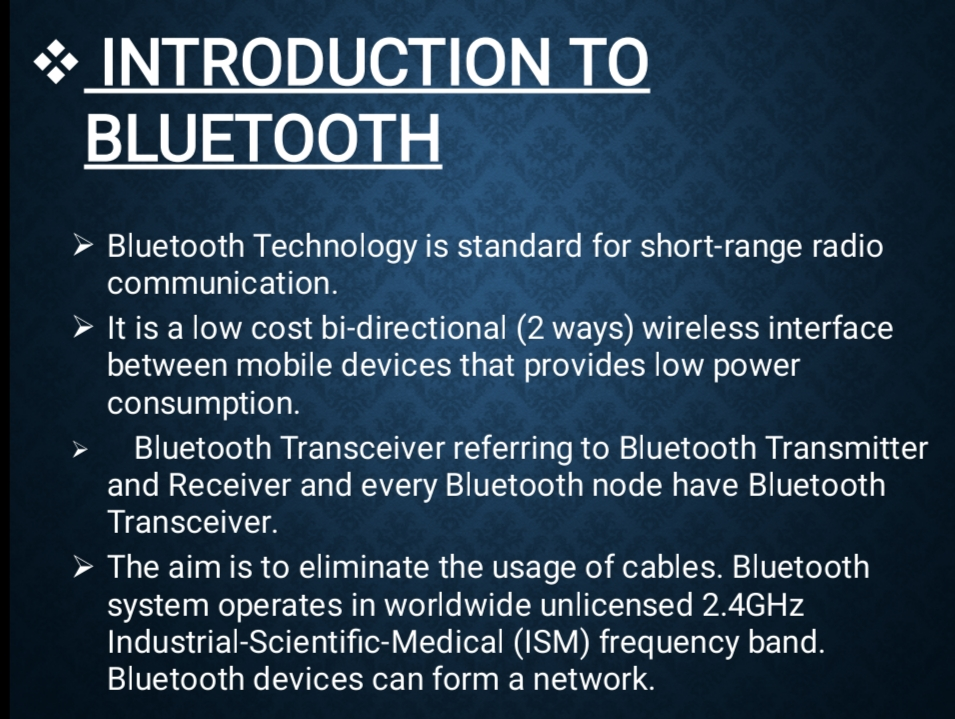 ❖ INTRODUCTION TO
BLUETOOTH
➢ Bluetooth Technology is standard for short-range radio
communication.
➢ It is a low cost bi-directional (2 ways) wireless interface
between mobile devices that provides low power
consumption.
➢ Bluetooth Transceiver referring to Bluetooth Transmitter
and Receiver and every Bluetooth node have Bluetooth
Transceiver.
➢ The aim is to eliminate the usage of cables. Bluetooth
system operates in worldwide unlicensed 2.4GHz
Industrial-Scientific-Medical (ISM) frequency band.
Bluetooth devices can form a network.